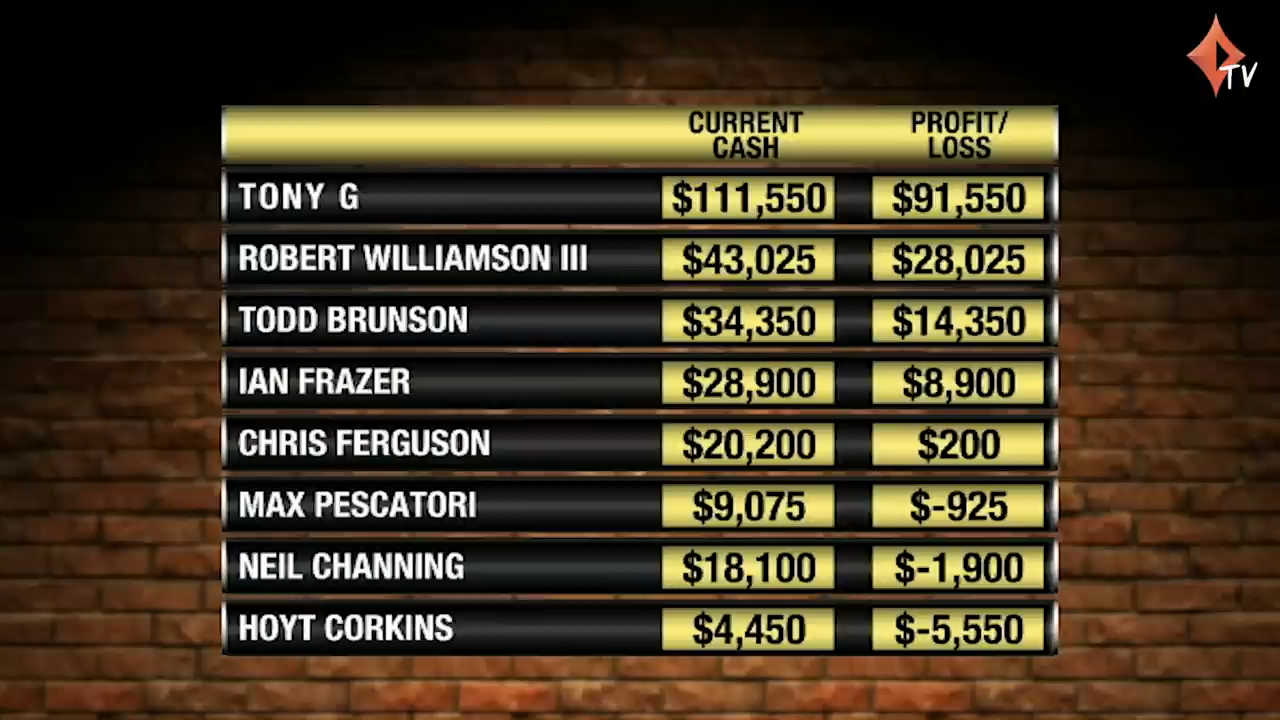 TV
CURRENT CASH PROFIT/ LOSS
TONY G $111,550 $91,550
ROBERT WILLIAMSON III $43,025 $28,025
TODD BRUNSON $34,350 $14,350
IAN FRAZER $28,900 $8,900
CHRIS FERGUSON $20,200 $200
MAX PESCATORI $9,075 $-925
NEIL CHANNING $18,100 $-1,900
HOYT CORKINS $4,450 $-5,550